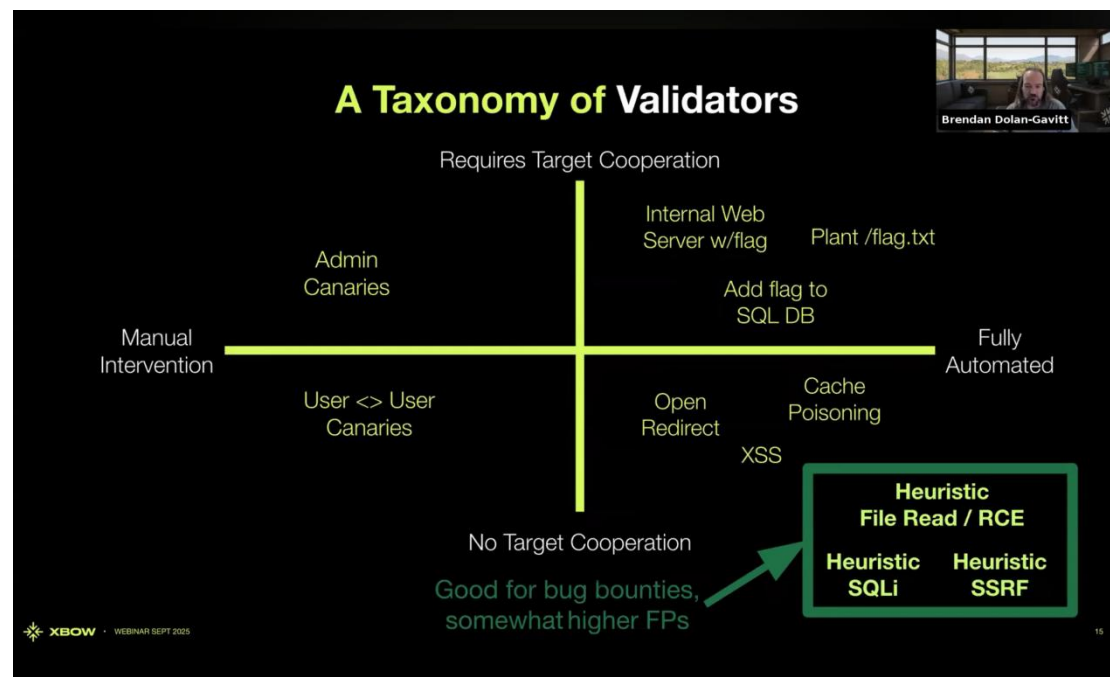 A Taxonomy of Validators
Brendan Dolan-Gavitt
Requires Target Cooperation
Internal Web
Server w/flag
Plant /flag.txt
Admin
Canaries
Add flag to
SQL DB
Manual
Intervention
Fully
Automated
User <> User
Canaries
Open
Redirect
Cache
Poisoning
XSS
Heuristic
File Read / RCE
Heuristic
SQLi
Heuristic
SSRF
No Target Cooperation
Good for bug bounties,
somewhat higher FPs
XBOW · WEBINAR SEPT 2025
15